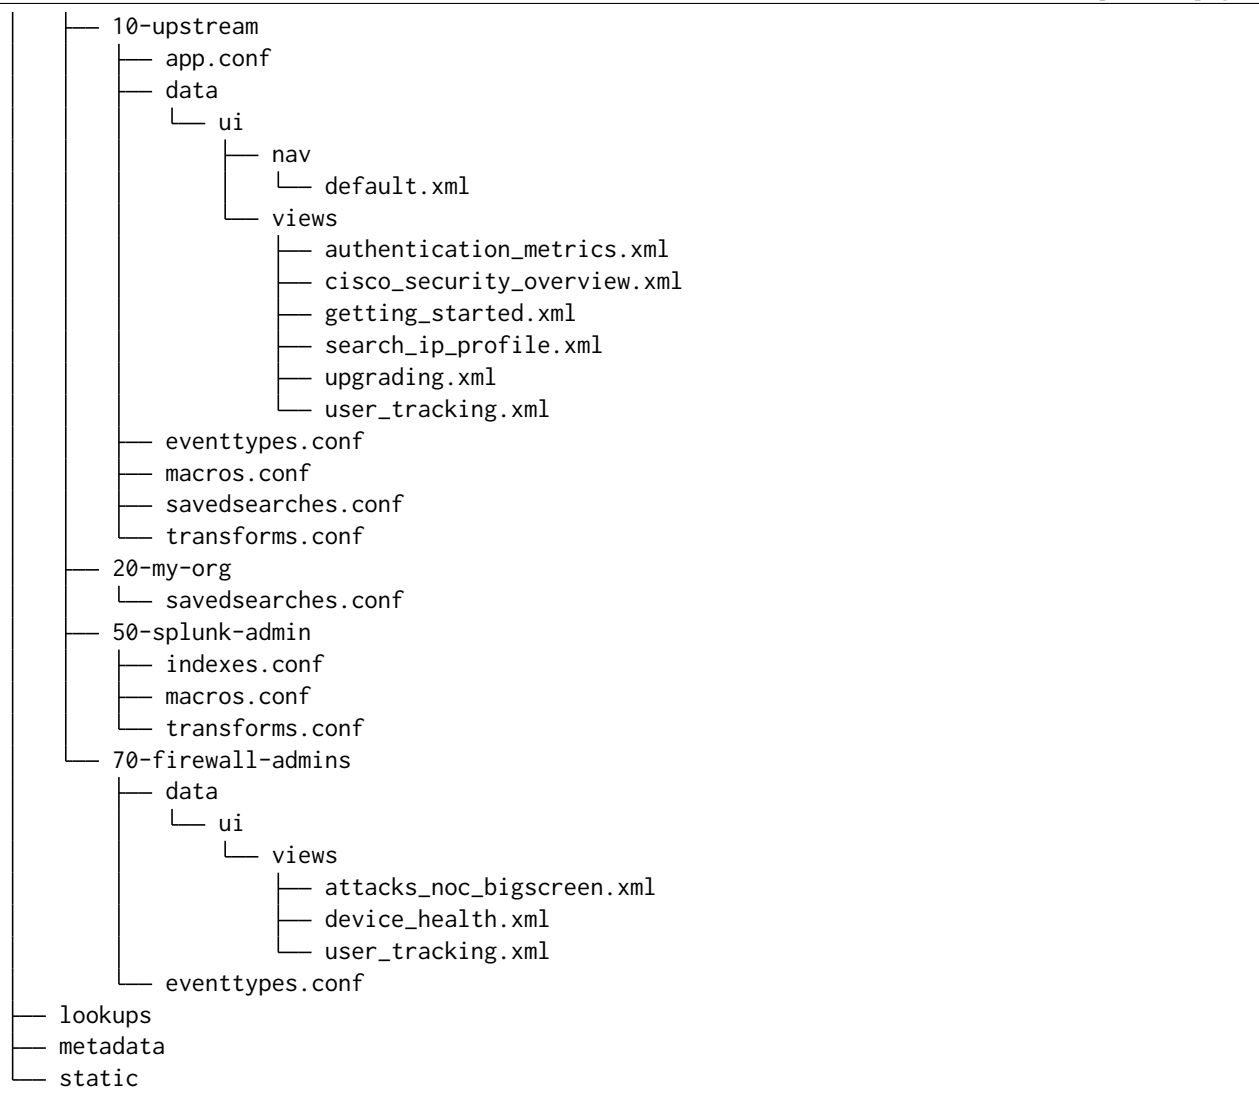 │   ├── 10-upstream
│   │   ├── app.conf
│   │   ├── data
│   │   │   └── ui
│   │   │       ├── nav
│   │   │       │   └── default.xml
│   │   │       └── views
│   │   │           ├── authentication_metrics.xml
│   │   │           ├── cisco_security_overview.xml
│   │   │           ├── getting_started.xml
│   │   │           ├── search_ip_profile.xml
│   │   │           ├── upgrading.xml
│   │   │           └── user_tracking.xml
│   │   ├── eventtypes.conf
│   │   ├── macros.conf
│   │   ├── savedsearches.conf
│   │   └── transforms.conf
│   ├── 20-my-org
│   │   └── savedsearches.conf
│   ├── 50-splunk-admin
│   │   ├── indexes.conf
│   │   ├── macros.conf
│   │   └── transforms.conf
│   └── 70-firewall-admins
│       ├── data
│       │   └── ui
│       │       └── views
│       │           ├── attacks_noc_bigscreen.xml
│       │           ├── device_health.xml
│       │           └── user_tracking.xml
│       └── eventtypes.conf
├── lookups
├── metadata
└── static